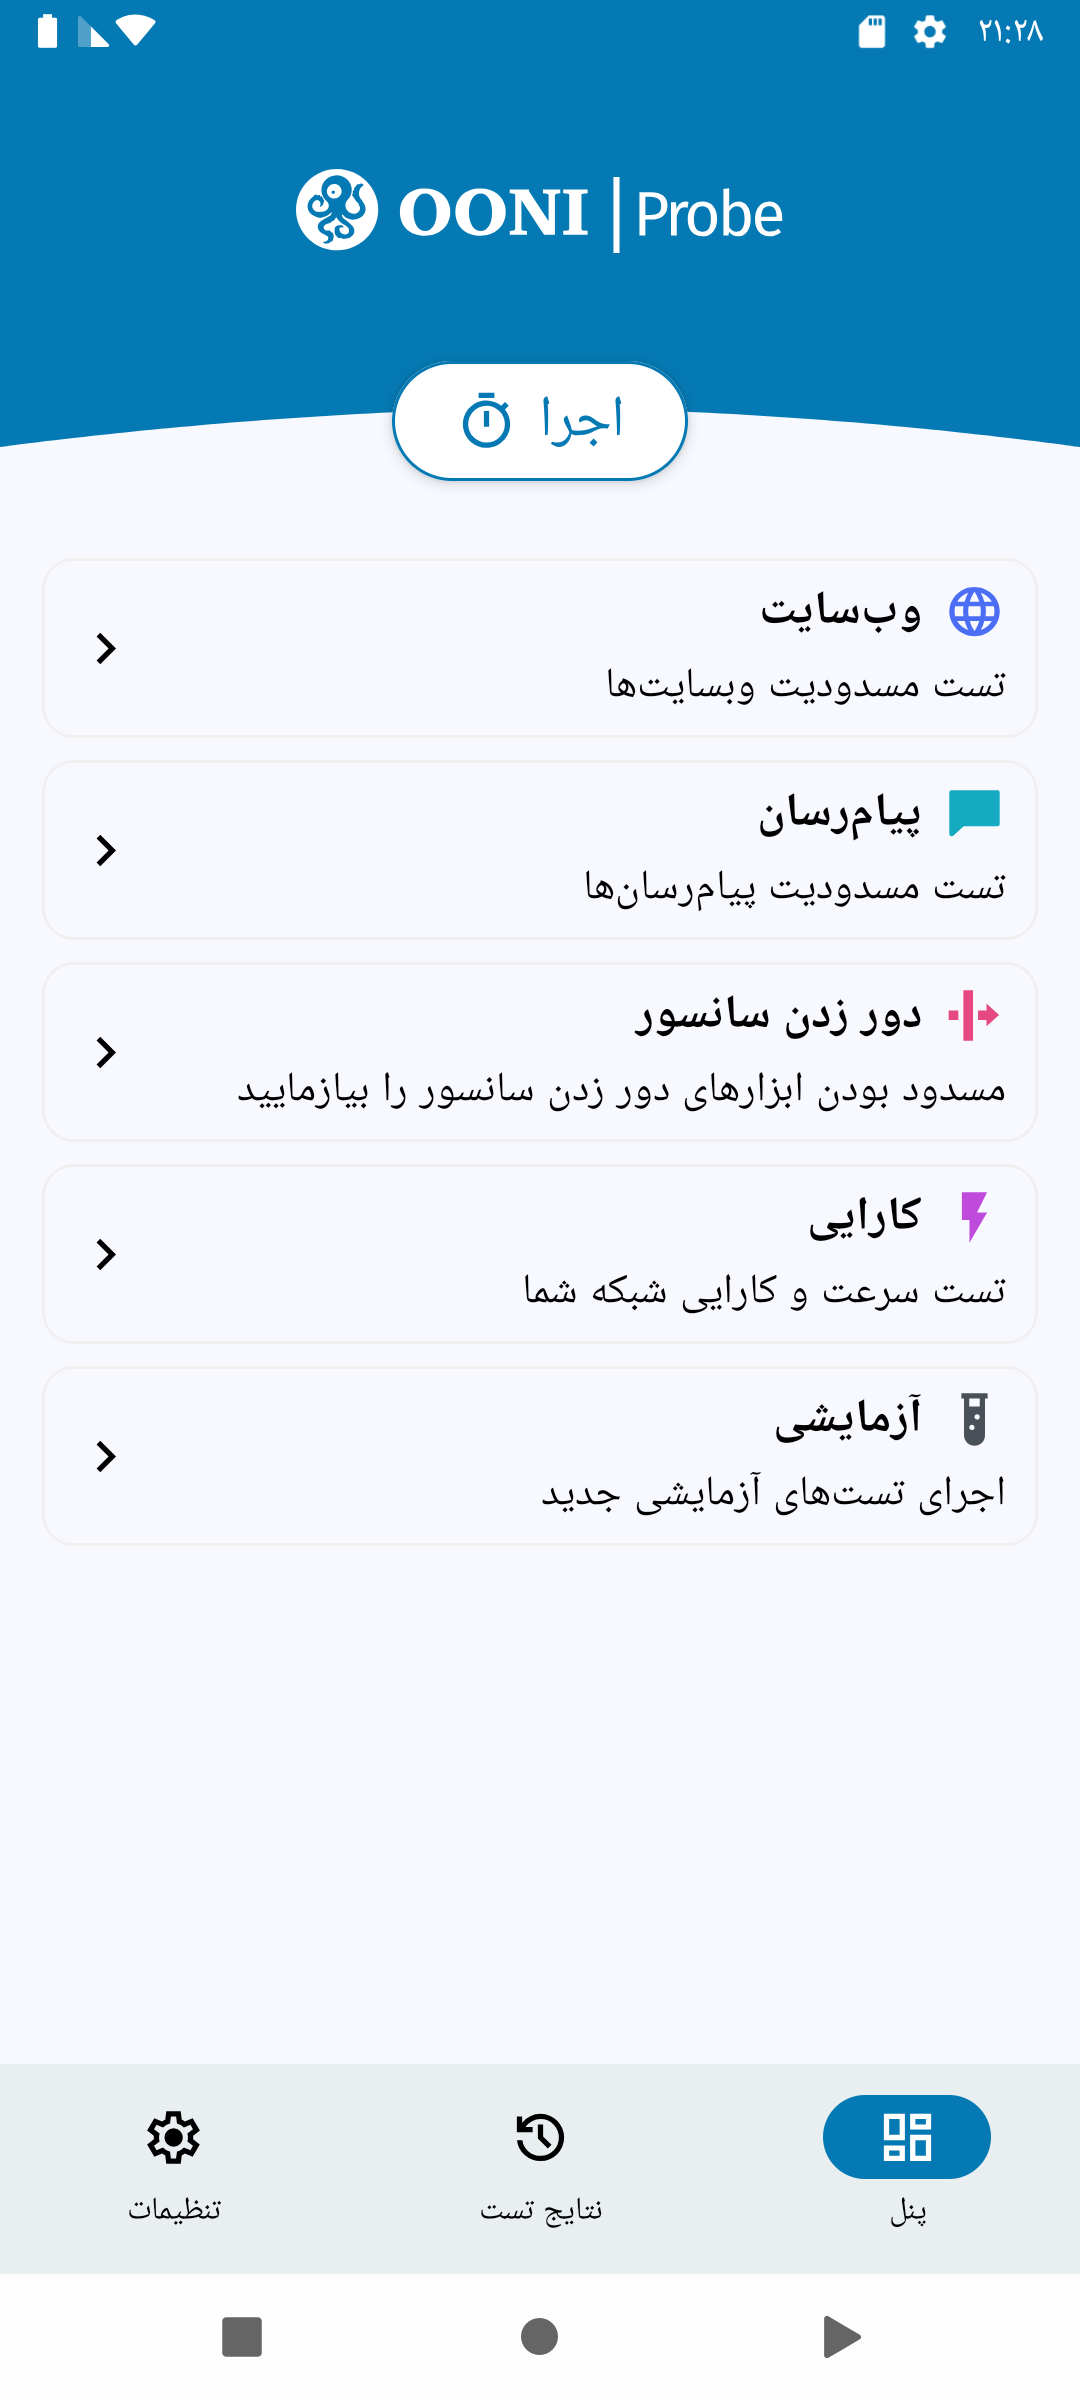 ۲۱:۲۸
OONI | Probe
اجرا
وب‌سایت
تست مسدودیت وبسایت‌ها
پیام‌رسان
تست مسدودیت پیام‌رسان‌ها
دور زدن سانسور
مسدود بودن ابزارهای دور زدن سانسور را بیازمایید
کارایی
تست سرعت و کارایی شبکه شما
آزمایشی
اجرای تست‌های آزمایشی جدید
پنل
نتایج تست
تنظیمات